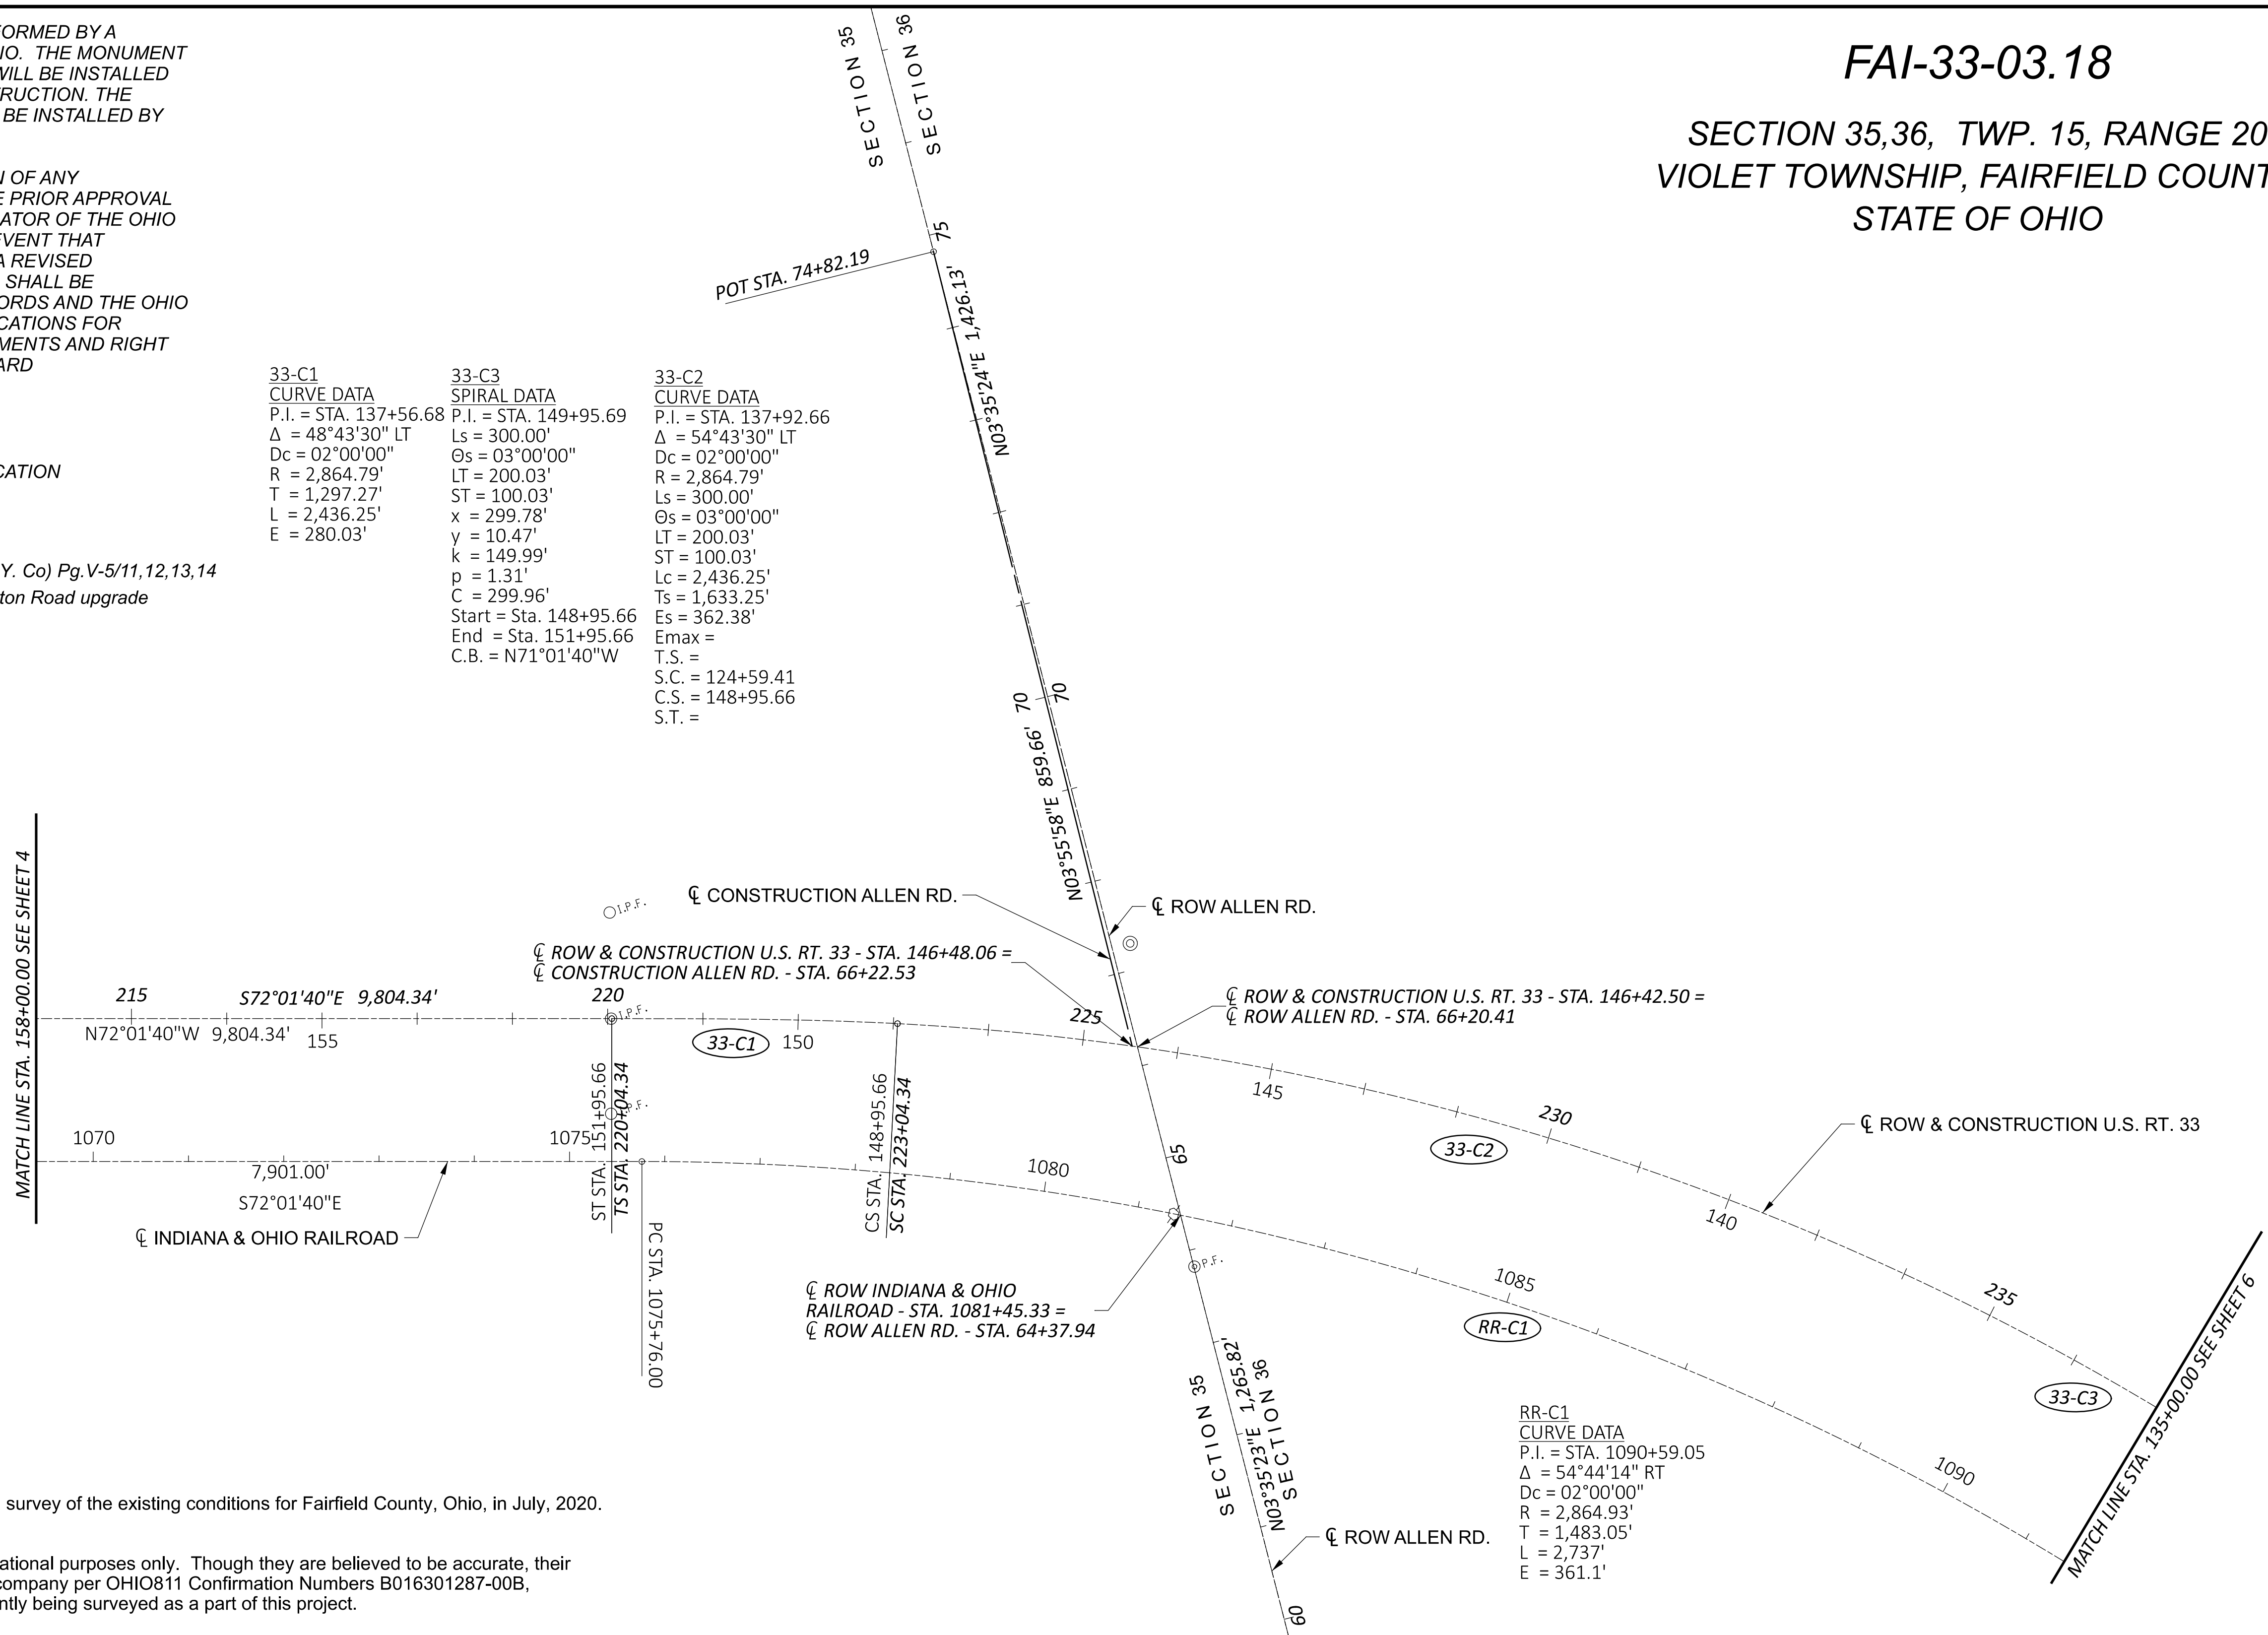 FORMED BY A
IO. THE MONUMENT
WILL BE INSTALLED
TRUCTION. THE
BE INSTALLED BY
N OF ANY
E PRIOR APPROVAL
ATOR OF THE OHIO
EVENT THAT
A REVISED
SHALL BE
ORDS AND THE OHIO
CATIONS FOR
MENTS AND RIGHT
ARD
CATION
Y. Co) Pg.V-5/11,12,13,14
ton Road upgrade
FAI-33-03.18
SECTION 35,36, TWP. 15, RANGE 20
VIOLET TOWNSHIP, FAIRFIELD COUNT
STATE OF OHIO
SECTION 35
SECTION 36
75
POT STA. 74+82.19
N03°35'24"E 1,426.13'
33-C1
CURVE DATA
P.I. = STA. 137+56.68
Δ = 48°43'30" LT
Dc = 02°00'00"
R = 2,864.79'
T = 1,297.27'
L = 2,436.25'
E = 280.03'
33-C3
SPIRAL DATA
P.I. = STA. 149+95.69
Ls = 300.00'
Θs = 03°00'00"
LT = 200.03'
ST = 100.03'
x = 299.78'
y = 10.47'
k = 149.99'
p = 1.31'
C = 299.96'
Start = Sta. 148+95.66
End = Sta. 151+95.66
C.B. = N71°01'40"W
33-C2
CURVE DATA
P.I. = STA. 137+92.66
Δ = 54°43'30" LT
Dc = 02°00'00"
R = 2,864.79'
Ls = 300.00'
Θs = 03°00'00"
LT = 200.03'
ST = 100.03'
Lc = 2,436.25'
Ts = 1,633.25'
Es = 362.38'
Emax =
T.S. =
S.C. = 124+59.41
C.S. = 148+95.66
S.T. =
70
70
N03°55'58"E 859.66'
MATCH LINE STA. 158+00.00 SEE SHEET 4
I.P.F.
℄ CONSTRUCTION ALLEN RD.
℄ ROW ALLEN RD.
℄ ROW & CONSTRUCTION U.S. RT. 33 - STA. 146+48.06 =
℄ CONSTRUCTION ALLEN RD. - STA. 66+22.53
℄ ROW & CONSTRUCTION U.S. RT. 33 - STA. 146+42.50 =
℄ ROW ALLEN RD. - STA. 66+20.41
215
S72°01'40"E 9,804.34'
220
I.P.F.
225
N72°01'40"W 9,804.34'
155
33-C1
150
145
230
℄ ROW & CONSTRUCTION U.S. RT. 33
33-C2
140
235
33-C3
ST STA. 151+95.66
TS STA. 220+04.34
I.P.F.
CS STA. 148+95.66
SC STA. 223+04.34
1070
1075
7,901.00'
S72°01'40"E
℄ INDIANA & OHIO RAILROAD
PC STA. 1075+76.00
1080
65
P.F.
℄ ROW INDIANA & OHIO
RAILROAD - STA. 1081+45.33 =
℄ ROW ALLEN RD. - STA. 64+37.94
1085
RR-C1
1090
MATCH LINE STA. 135+00.00 SEE SHEET 6
SECTION 35
N03°35'23"E 1,265.82'
SECTION 36
RR-C1
CURVE DATA
P.I. = STA. 1090+59.05
Δ = 54°44'14" RT
Dc = 02°00'00"
R = 2,864.93'
T = 1,483.05'
L = 2,737'
E = 361.1'
℄ ROW ALLEN RD.
60
survey of the existing conditions for Fairfield County, Ohio, in July, 2020.
ational purposes only. Though they are believed to be accurate, their
company per OHIO811 Confirmation Numbers B016301287-00B,
ntly being surveyed as a part of this project.